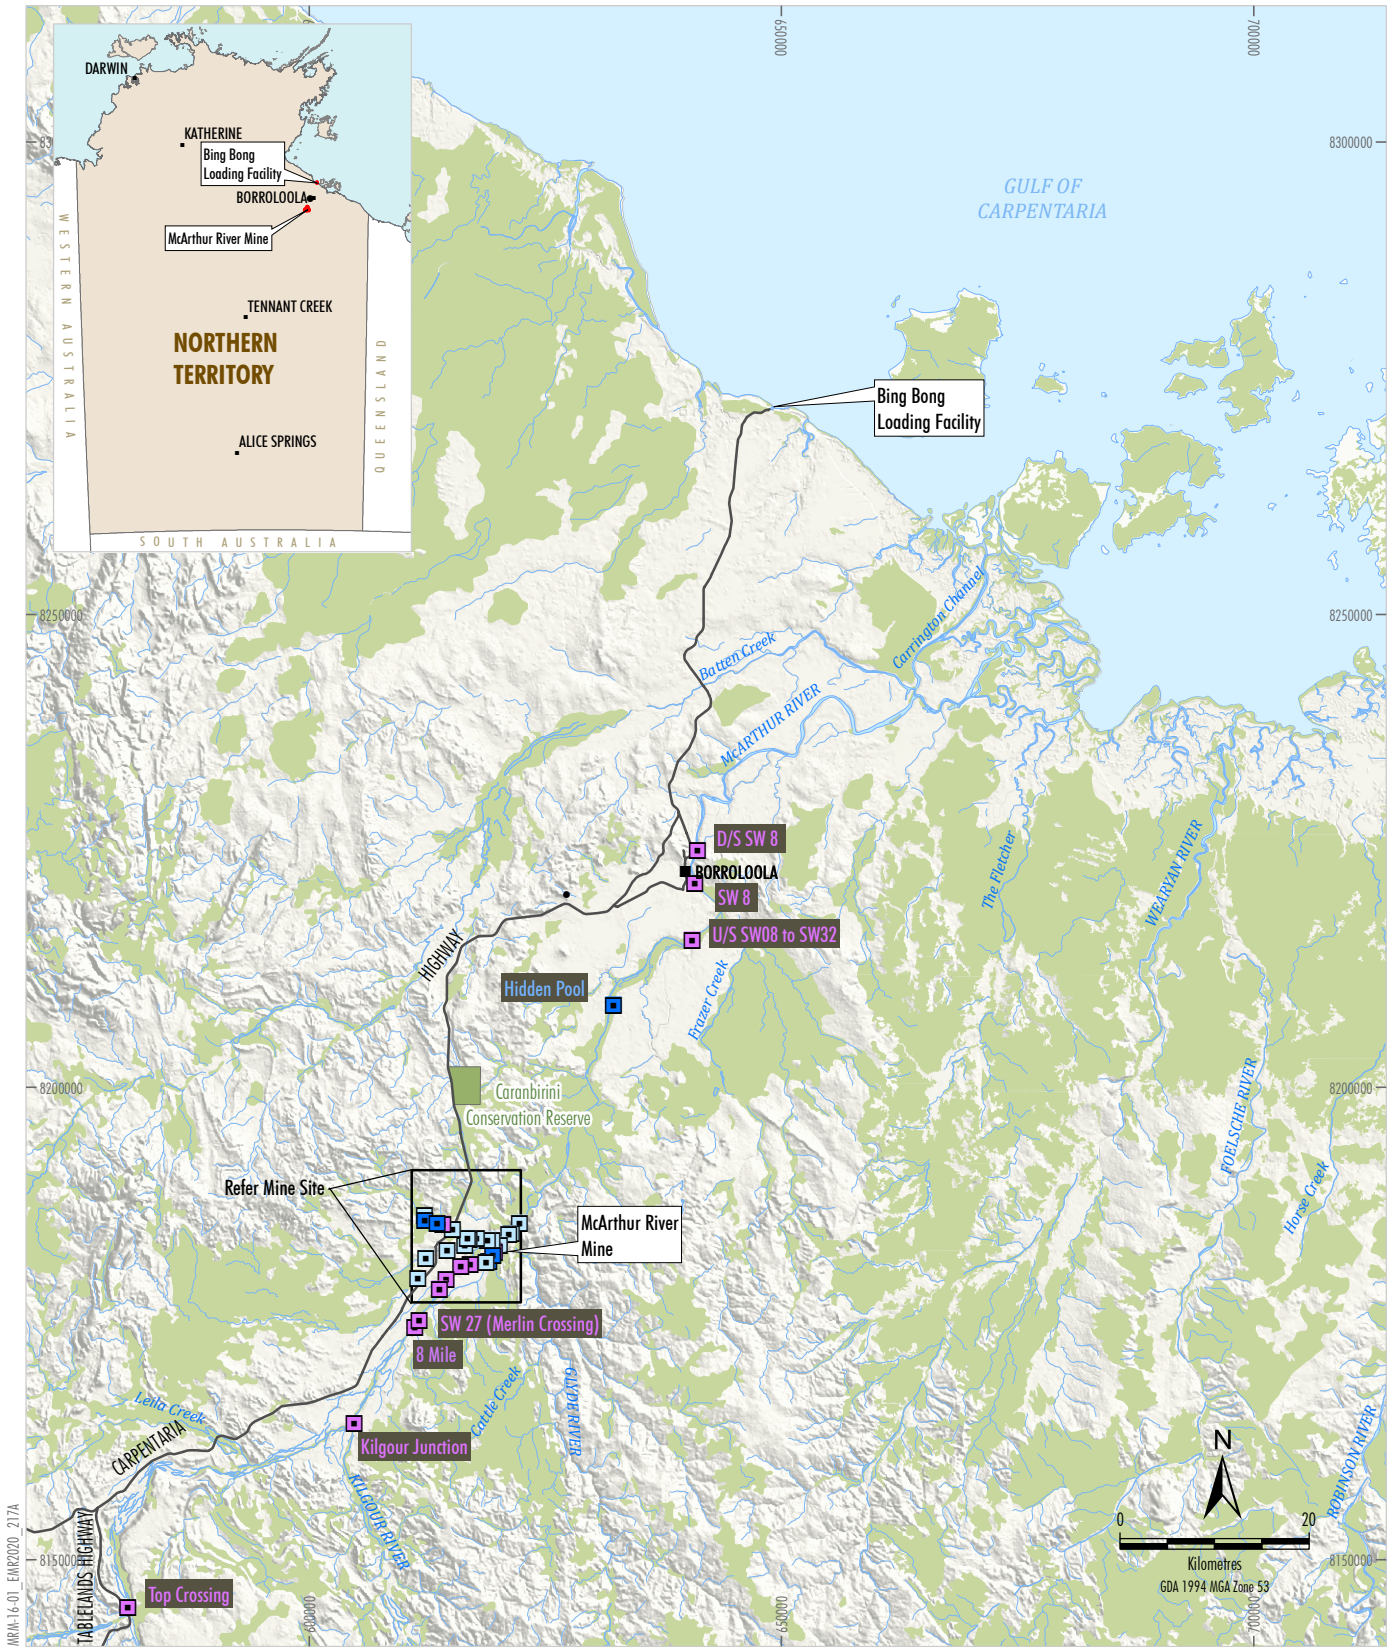 650000
700000
DARWIN
KATHERINE
Bing Bong
Loading Facility
BORROLOOLA
McArthur River Mine
TENNANT CREEK
NORTHERN
TERRITORY
ALICE SPRINGS
WESTERN AUSTRALIA
QUEENSLAND
SOUTH AUSTRALIA
8300000
GULF OF
CARPENTARIA
Bing Bong
Loading Facility
8250000
8250000
Carrington Channel
Batten Creek
McARTHUR RIVER
D/S SW 8
BORROLOOLA
SW 8
U/S SW08 to SW32
The Fletcher
WEARYAN RIVER
HIGHWAY
Hidden Pool
Frazer Creek
8200000
8200000
Caranbirini
Conservation Reserve
FOELSCHE RIVER
Horse Creek
Refer Mine Site
McArthur River
Mine
SW 27 (Merlin Crossing)
8 Mile
Cattle Creek
GLYDE RIVER
Leila Creek
CARPENTARIA
Kilgour Junction
KILGOUR RIVER
ROBINSON RIVER
N
0
20
Kilometres
GDA 1994 MGA Zone 53
8150000
8150000
TABLELANDS HIGHWAY
Top Crossing
600000
650000
700000
MRM-16-01_EMR2020_217A